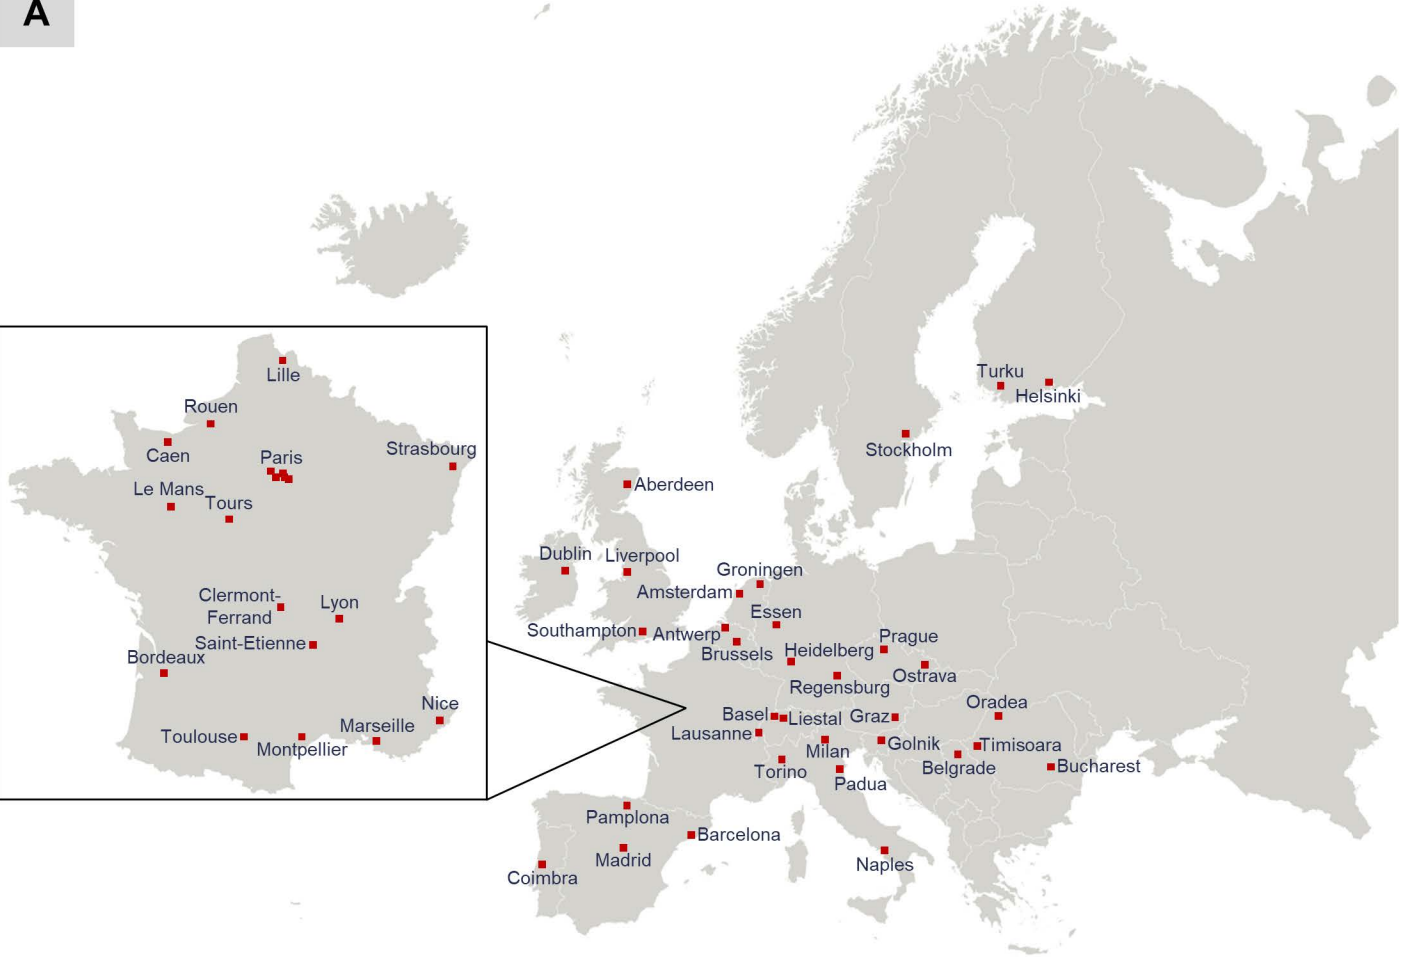 A
Lille
Rouen
Caen
Paris
Strasbourg
Le Mans
Tours
Clermont-
Ferrand
Lyon
Saint-Etienne
Bordeaux
Nice
Marseille
Toulouse
Montpellier
Turku
Helsinki
Stockholm
Aberdeen
Dublin
Liverpool
Groningen
Amsterdam
Essen
Southampton
Antwerp
Brussels
Heidelberg
Prague
Ostrava
Regensburg
Oradea
Basel
Liestal
Graz
Lausanne
Milan
Golnik
Timisoara
Belgrade
Bucharest
Torino
Padua
Pamplona
Barcelona
Madrid
Naples
Coimbra